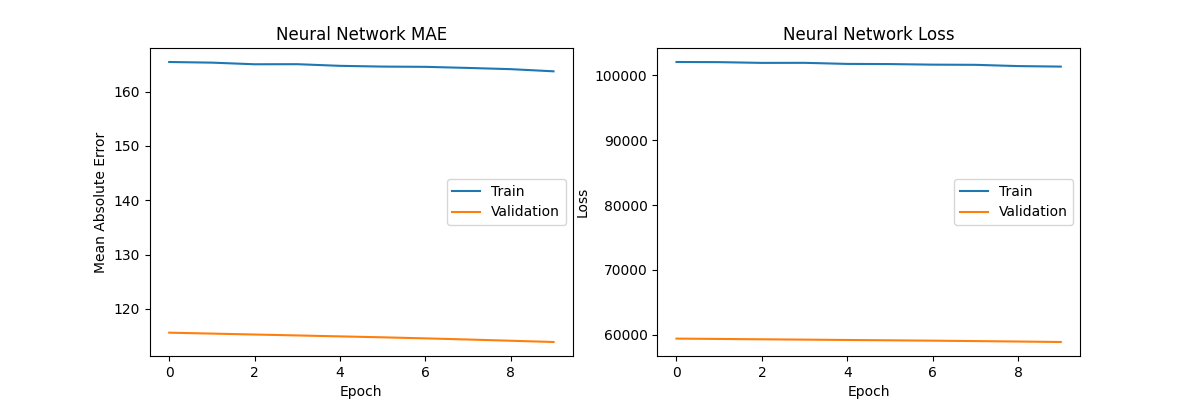 Neural Network MAE
Mean Absolute Error
160
150
140
130
120
0 2 4 6 8
Epoch
Train
Validation
Neural Network Loss
Loss
100000
90000
80000
70000
60000
0 2 4 6 8
Epoch
Train
Validation